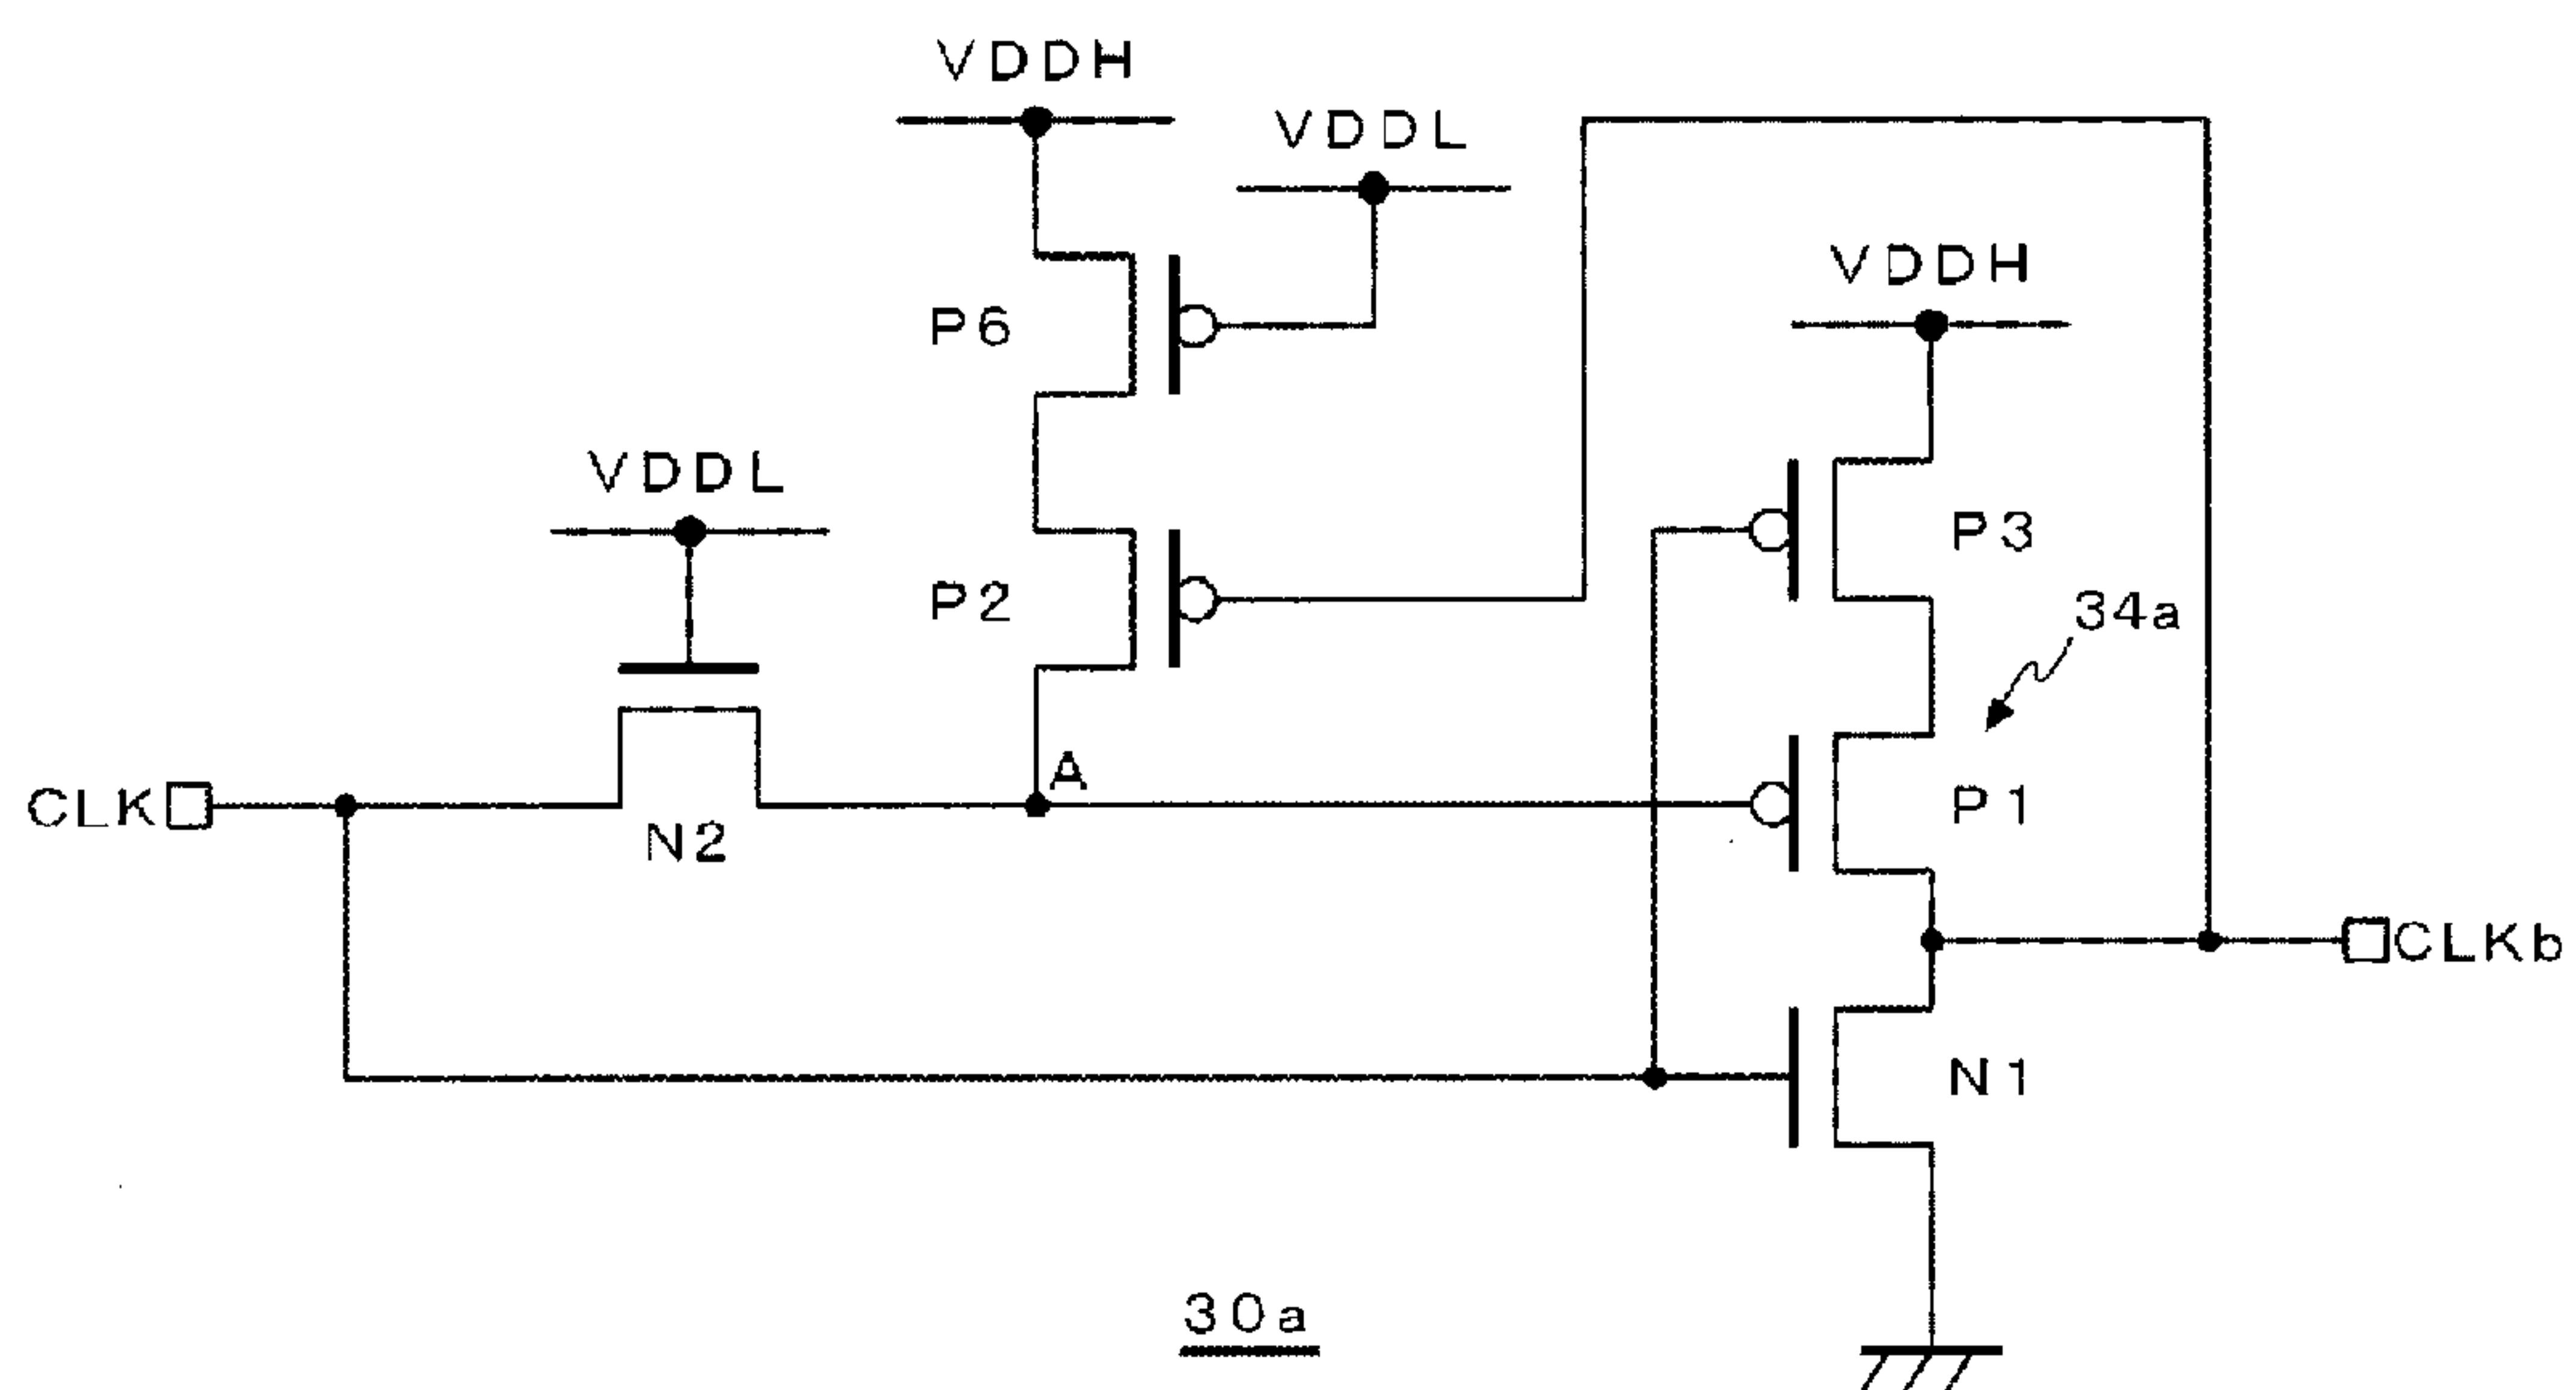 VDDH
VDDL
VDDH
P6
VDDL
P3
P2
34a
A
CLK
P1
N2
CLKb
N1
30a